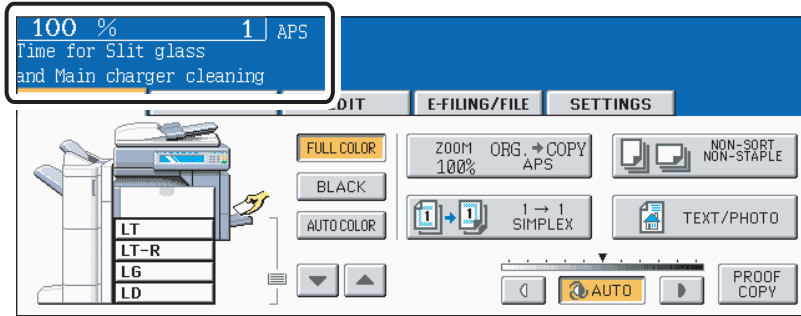 100 % 1 APS
Time for Slit glass
and Main charger cleaning
E-FILING/FILE SETTINGS
FULL COLOR
BLACK
AUTO COLOR
ZOOM 100% ORG. → COPY APS
NON-SORT
NON-STAPLE
1 → 1
SIMPLEX
TEXT/PHOTO
LT
LT-R
LG
LD
AUTO
PROOF
COPY